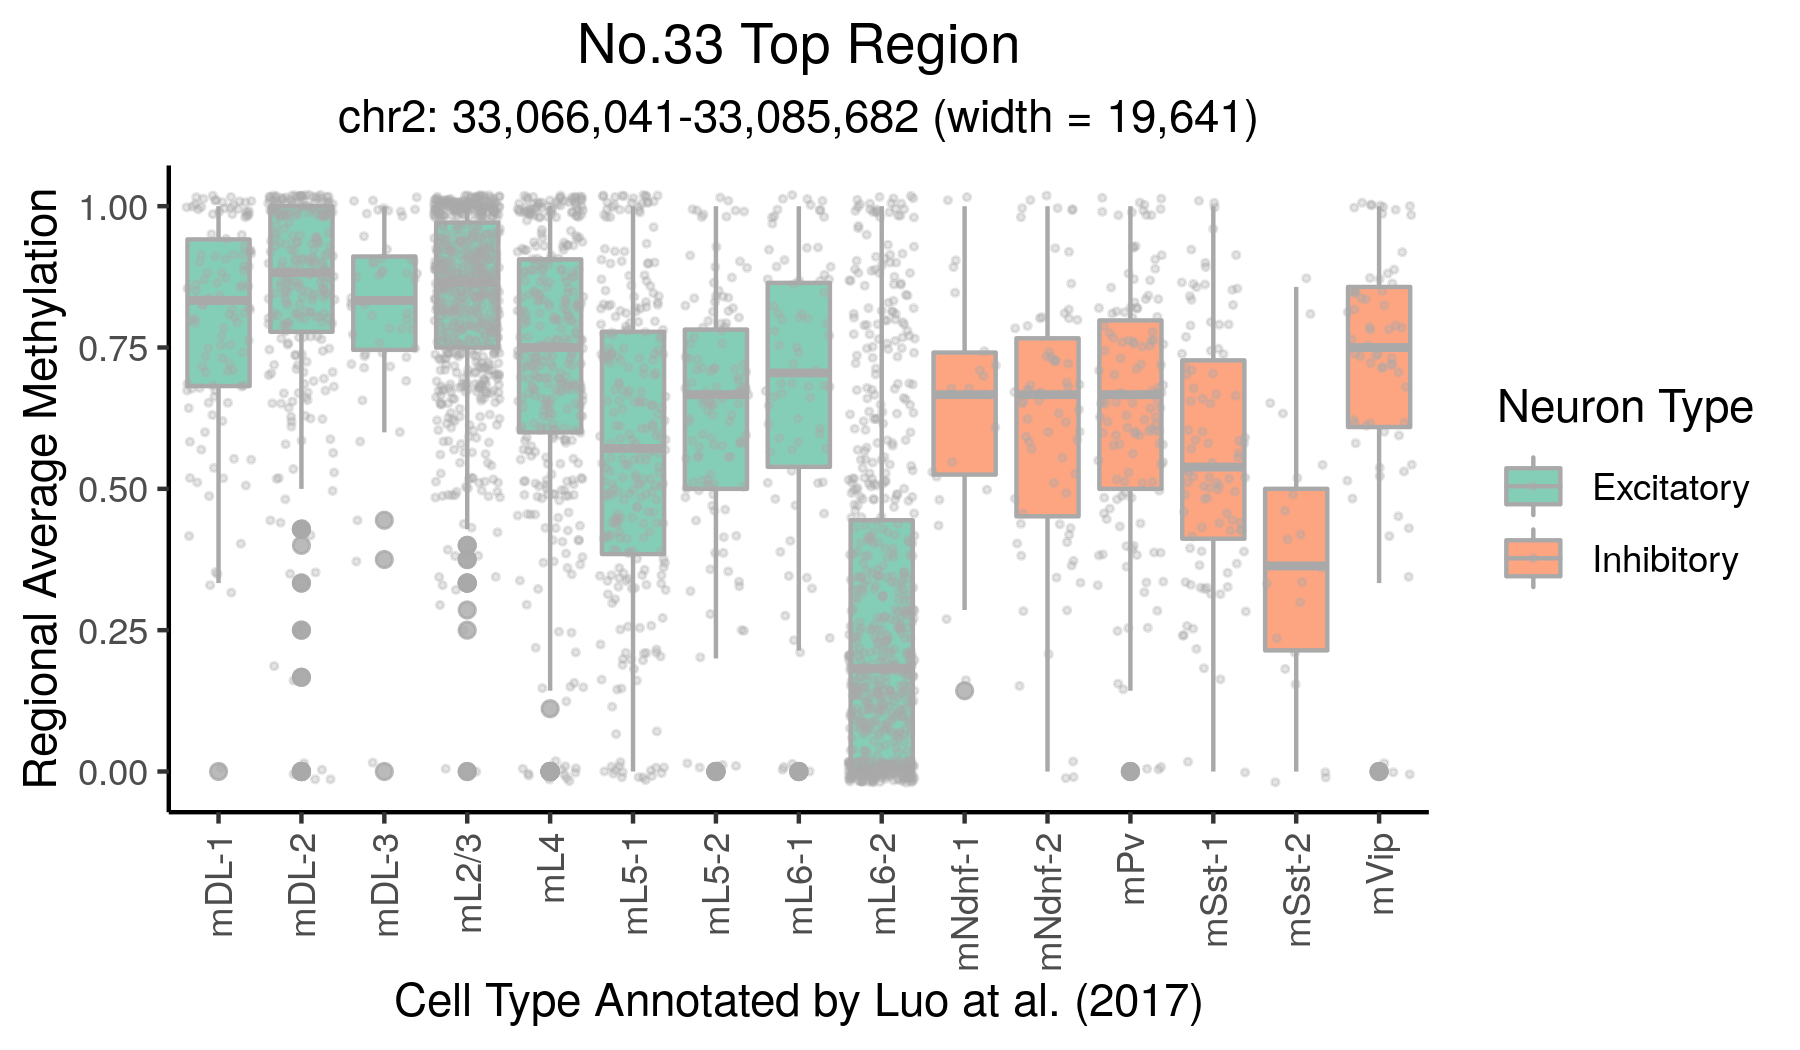 No.33 Top Region
chr2: 33,066,041-33,085,682 (width = 19,641)
Regional Average Methylation
1.00
0.75
0.50
0.25
0.00
mDL-1
mDL-2
mDL-3
mL2/3
mL4
mL5-1
mL5-2
mL6-1
mL6-2
mNdnf-1
mNdnf-2
mPv
mSst-1
mSst-2
mVip
Cell Type Annotated by Luo at al. (2017)
Neuron Type
Excitatory
Inhibitory